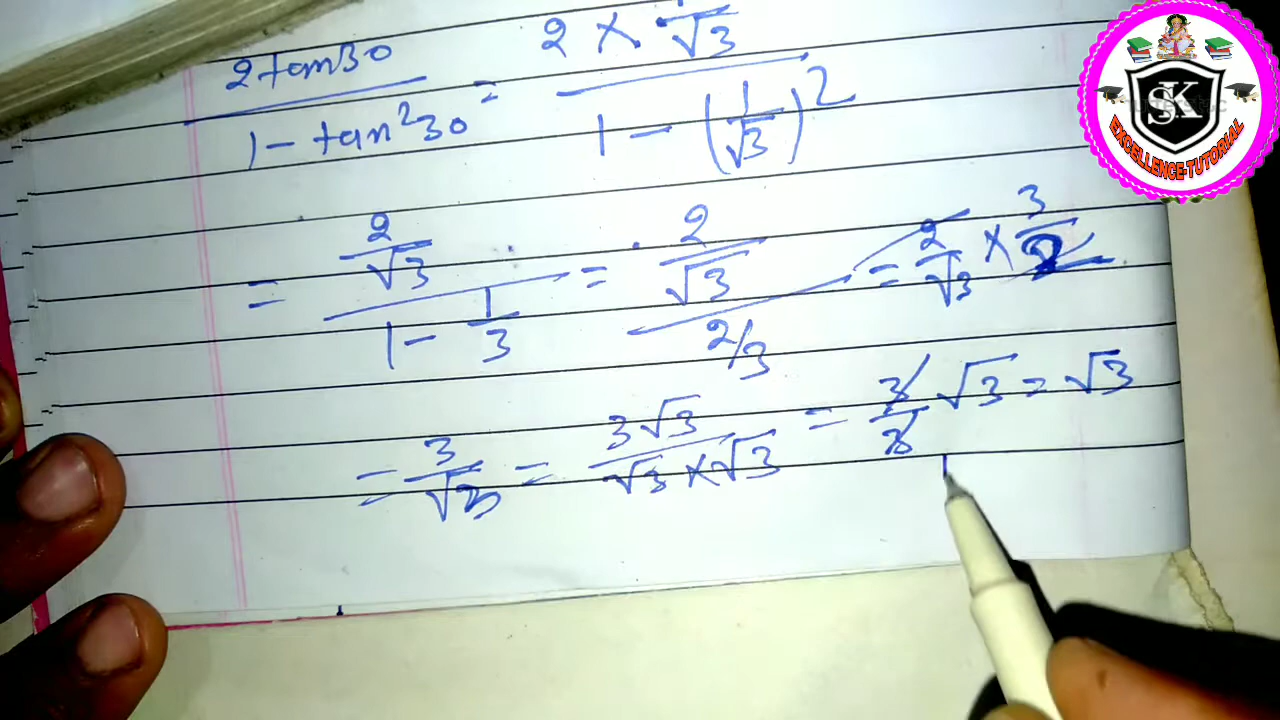 2tan30 / 1 - tan²30 = 2 × 1/√3 / 1 - (1/√3)²
= 2/√3 / 1 - 1/3 = 2/√3 / 2/3 = 2/√3 × 3/2
= 3/√3 = 3√3 / √3×√3 = 3/3 √3 = √3
SK
EXCELLENCE-TUTORIAL